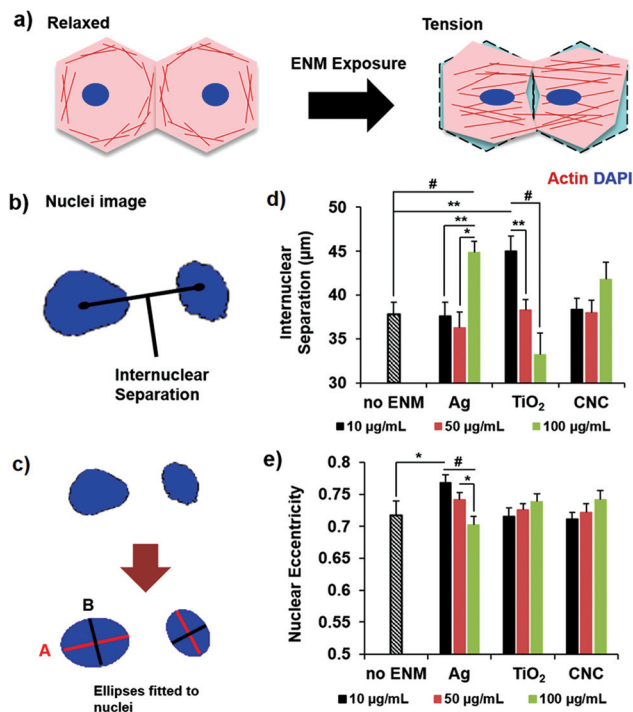 a) Relaxed
Tension
ENM Exposure
Actin DAPI
b) Nuclei image
Internuclear
Separation
c)
B
A
Ellipses fitted to
nuclei
d)
#
**
#
**
**
*
Internuclear
Separation (µm)
50
45
40
35
30
no ENM Ag TiO₂ CNC
10 µg/mL 50 µg/mL 100 µg/mL
e)
*
#
*
Nuclear Eccentricity
0.8
0.75
0.7
0.65
0.6
0.55
0.5
no ENM Ag TiO₂ CNC
10 µg/mL 50 µg/mL 100 µg/mL